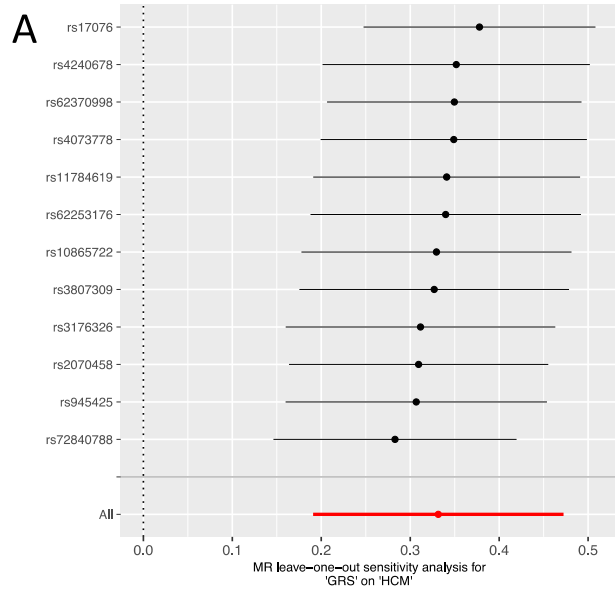 A
rs17076
rs4240678
rs62370998
rs4073778
rs11784619
rs62253176
rs10865722
rs3807309
rs3176326
rs2070458
rs945425
rs72840788
All
0.0 0.1 0.2 0.3 0.4 0.5
MR leave−one−out sensitivity analysis for
'GRS' on 'HCM'